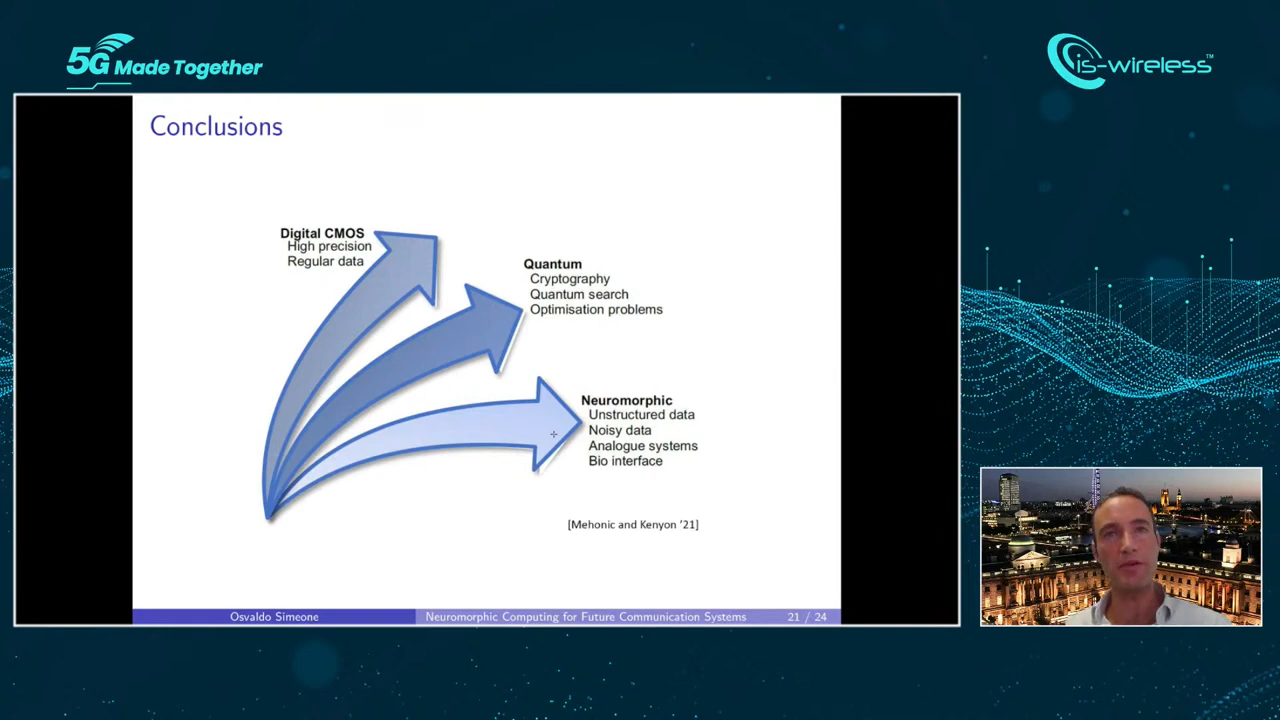 5G Made Together
is-wireless™
Conclusions
Digital CMOS
High precision
Regular data
Quantum
Cryptography
Quantum search
Optimisation problems
Neuromorphic
Unstructured data
Noisy data
Analogue systems
Bio interface
[Mehonic and Kenyon '21]
Osvaldo Simeone
Neuromorphic Computing for Future Communication Systems
21 / 24